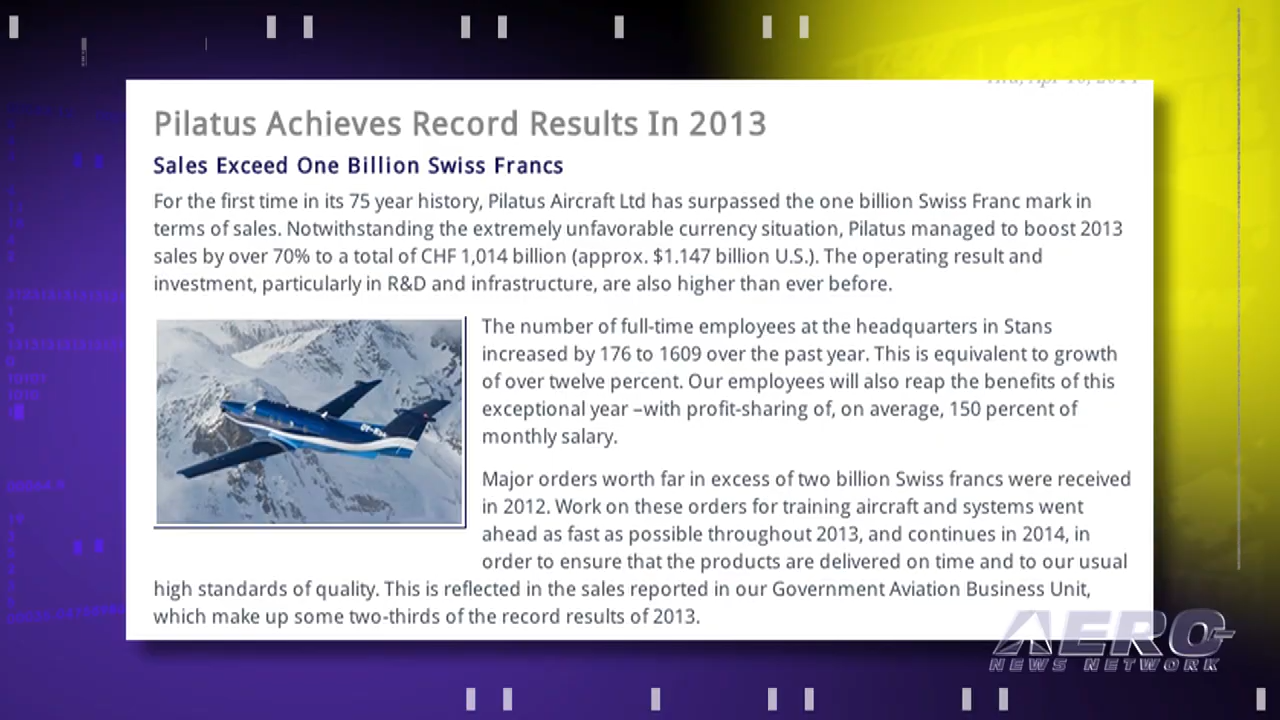 Pilatus Achieves Record Results In 2013
Sales Exceed One Billion Swiss Francs
For the first time in its 75 year history, Pilatus Aircraft Ltd has surpassed the one billion Swiss Franc mark in
terms of sales. Notwithstanding the extremely unfavorable currency situation, Pilatus managed to boost 2013
sales by over 70% to a total of CHF 1,014 billion (approx. $1.147 billion U.S.). The operating result and
investment, particularly in R&D and infrastructure, are also higher than ever before.
The number of full-time employees at the headquarters in Stans
increased by 176 to 1609 over the past year. This is equivalent to growth
of over twelve percent. Our employees will also reap the benefits of this
exceptional year –with profit-sharing of, on average, 150 percent of
monthly salary.
Major orders worth far in excess of two billion Swiss francs were received
in 2012. Work on these orders for training aircraft and systems went
ahead as fast as possible throughout 2013, and continues in 2014, in
order to ensure that the products are delivered on time and to our usual
high standards of quality. This is reflected in the sales reported in our Government Aviation Business Unit,
which make up some two-thirds of the record results of 2013.
AERO-
NEWS NETWORK